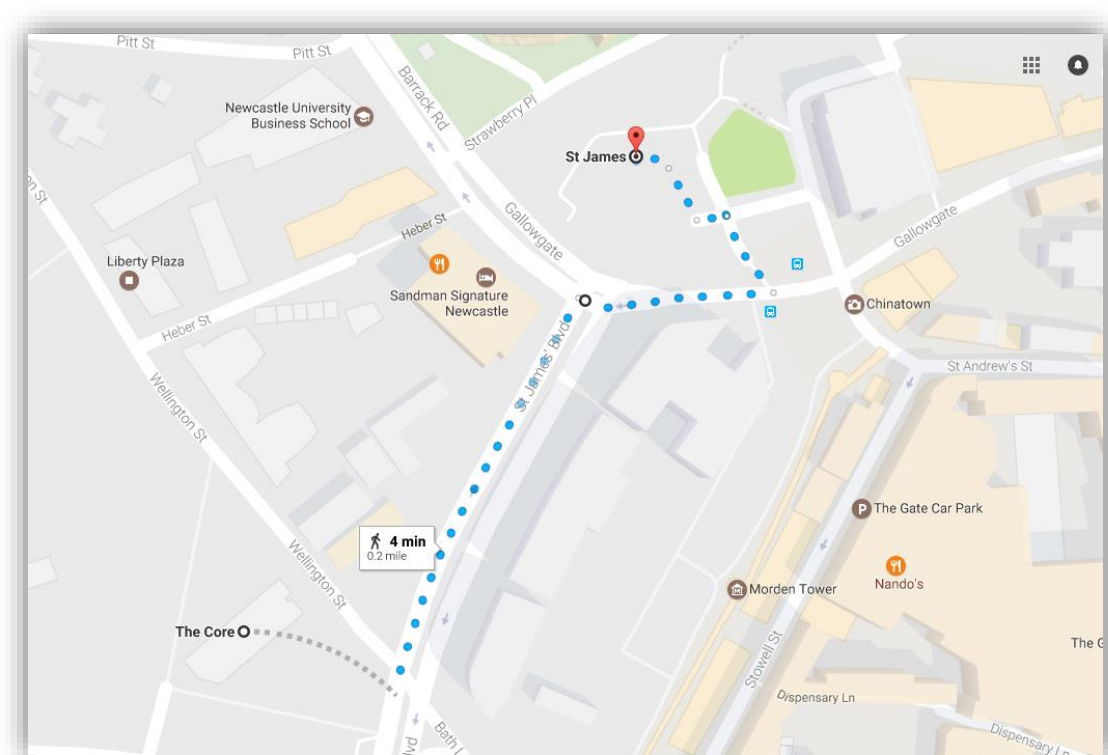 Pitt St
Pitt St
Barrack Rd
Newcastle University
Business School
Strawberry Pl
St James
Gallowgate
Gallowgate
Heber St
Liberty Plaza
Sandman Signature
Newcastle
Chinatown
Heber St
St James' Blvd
St Andrew's St
Wellington St
P
The Gate Car Park
4 min
0.2 mile
Wellington St
Nando's
Morden Tower
The Core
Stowell St
Dispensary Ln
Dispensary Ln